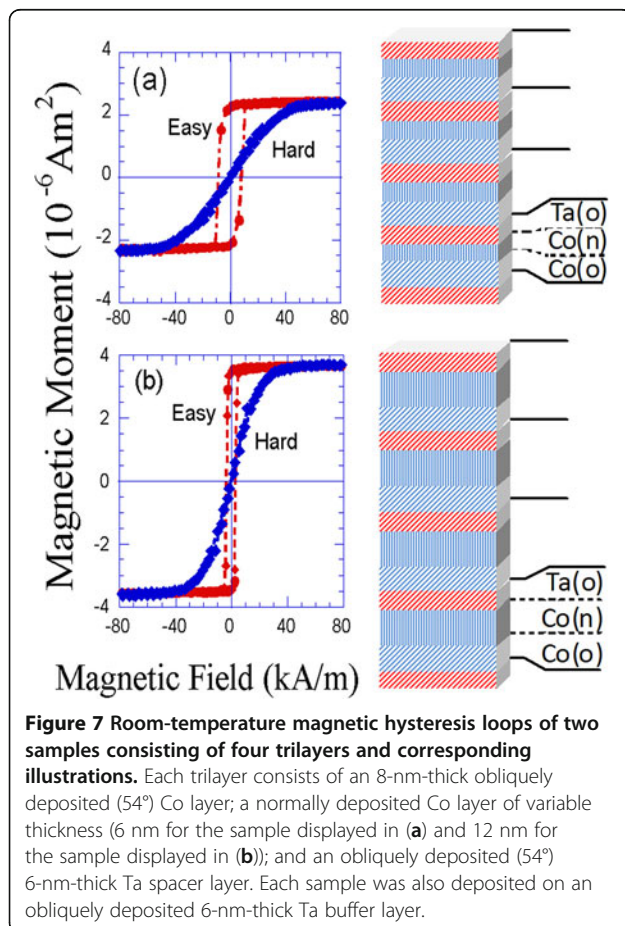 Magnetic Moment (10⁻⁶Am²)
4
(a)
2
Easy
Hard
0
-2
-4
-80 -40 0 40 80
Ta(o)
Co(n)
Co(o)
4
(b)
2
Easy
Hard
0
-2
-4
-80 -40 0 40 80
Ta(o)
Co(n)
Co(o)
Magnetic Field (kA/m)
Figure 7 Room-temperature magnetic hysteresis loops of two
samples consisting of four trilayers and corresponding
illustrations. Each trilayer consists of an 8-nm-thick obliquely
deposited (54°) Co layer; a normally deposited Co layer of variable
thickness (6 nm for the sample displayed in (a) and 12 nm for
the sample displayed in (b)); and an obliquely deposited (54°)
6-nm-thick Ta spacer layer. Each sample was also deposited on an
obliquely deposited 6-nm-thick Ta buffer layer.